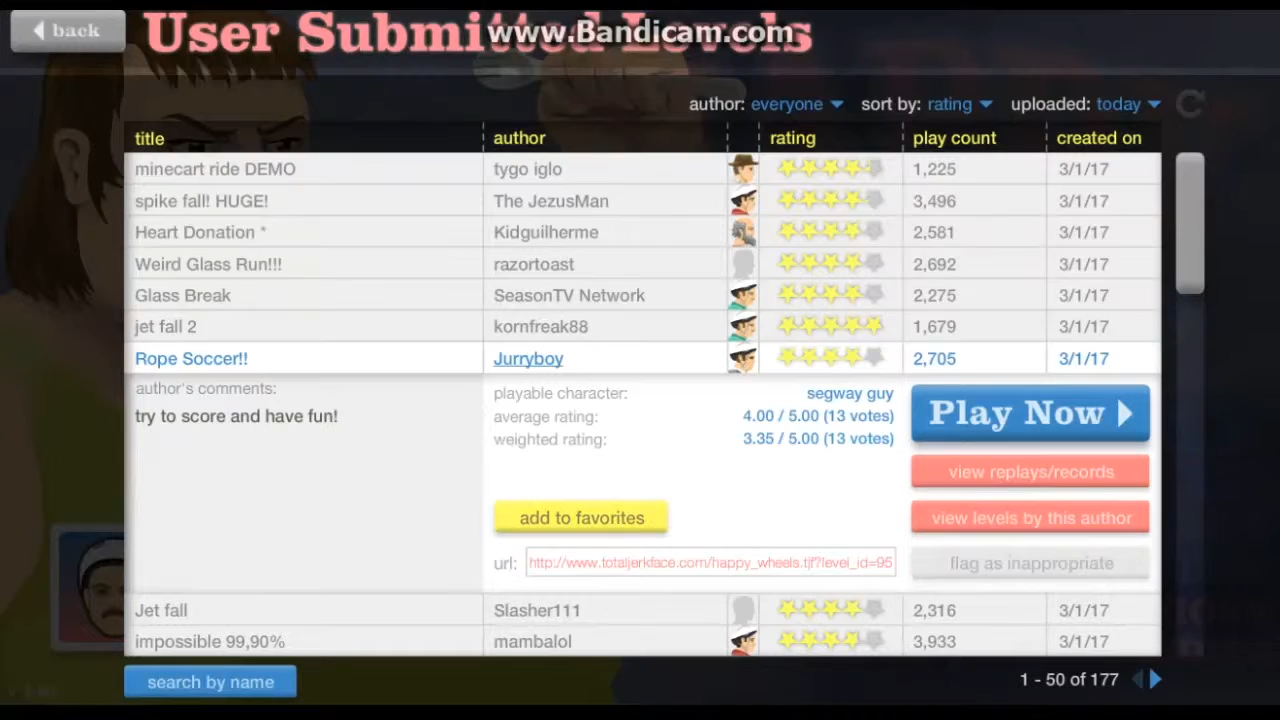 back
User Submitted Levels
www.Bandicam.com
author: everyone sort by: rating uploaded: today
title author rating play count created on
minecart ride DEMO tygo iglo 1,225 3/1/17
spike fall! HUGE! The JezusMan 3,496 3/1/17
Heart Donation * Kidguilherme 2,581 3/1/17
Weird Glass Run!!! razortoast 2,692 3/1/17
Glass Break SeasonTV Network 2,275 3/1/17
jet fall 2 kornfreak88 1,679 3/1/17
Rope Soccer!! Jurryboy 2,705 3/1/17
author's comments:
try to score and have fun!
playable character: segway guy
average rating: 4.00 / 5.00 (13 votes)
weighted rating: 3.35 / 5.00 (13 votes)
add to favorites
url: http://www.totaljerkface.com/happy_wheels.tjf?level_id=95
Play Now
view replays/records
view levels by this author
flag as inappropriate
Jet fall Slasher111 2,316 3/1/17
impossible 99,90% mambalol 3,933 3/1/17
search by name
1 - 50 of 177